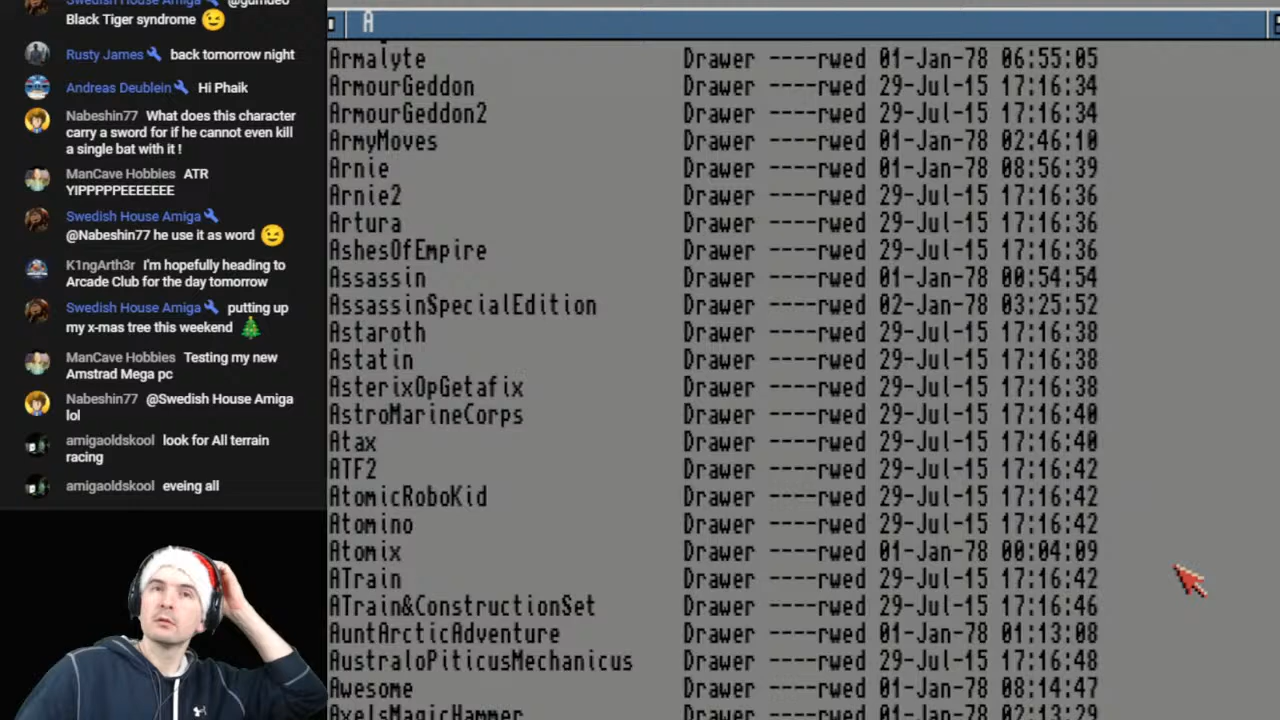 Swedish House Amiga @gumdeo
Black Tiger syndrome
Rusty James back tomorrow night
Andreas Deublein Hi Phaik
Nabeshin77 What does this character
carry a sword for if he cannot even kill
a single bat with it !
ManCave Hobbies ATR
YIPPPPPEEEEEEE
Swedish House Amiga
@Nabeshin77 he use it as word
K1ngArth3r I'm hopefully heading to
Arcade Club for the day tomorrow
Swedish House Amiga putting up
my x-mas tree this weekend
ManCave Hobbies Testing my new
Amstrad Mega pc
Nabeshin77 @Swedish House Amiga
lol
amigaoldskool look for All terrain
racing
amigaoldskool eveing all
A
Armalyte Drawer ----rwed 01-Jan-78 06:55:05
ArmourGeddon Drawer ----rwed 29-Jul-15 17:16:34
ArmourGeddon2 Drawer ----rwed 29-Jul-15 17:16:34
ArmyMoves Drawer ----rwed 01-Jan-78 02:46:10
Arnie Drawer ----rwed 01-Jan-78 08:56:39
Arnie2 Drawer ----rwed 29-Jul-15 17:16:36
Artura Drawer ----rwed 29-Jul-15 17:16:36
AshesOfEmpire Drawer ----rwed 29-Jul-15 17:16:36
Assassin Drawer ----rwed 01-Jan-78 00:54:54
AssassinSpecialEdition Drawer ----rwed 02-Jan-78 03:25:52
Astaroth Drawer ----rwed 29-Jul-15 17:16:38
Astatin Drawer ----rwed 29-Jul-15 17:16:38
AsterixOpGetafix Drawer ----rwed 29-Jul-15 17:16:38
AstroMarineCorps Drawer ----rwed 29-Jul-15 17:16:40
Atax Drawer ----rwed 29-Jul-15 17:16:40
ATF2 Drawer ----rwed 29-Jul-15 17:16:42
AtomicRoboKid Drawer ----rwed 29-Jul-15 17:16:42
Atomino Drawer ----rwed 29-Jul-15 17:16:42
Atomix Drawer ----rwed 01-Jan-78 00:04:09
ATrain Drawer ----rwed 29-Jul-15 17:16:42
ATrain&ConstructionSet Drawer ----rwed 29-Jul-15 17:16:46
AuntArcticAdventure Drawer ----rwed 01-Jan-78 01:13:08
AustraloPiticusMechanicus Drawer ----rwed 29-Jul-15 17:16:48
Awesome Drawer ----rwed 01-Jan-78 08:14:47
AxelsMagicHammer Drawer ----rwed 01-Jan-78 02:13:29